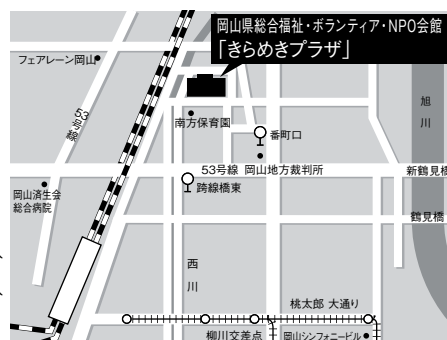 岡山県総合福祉・ボランティア・NPO会館
「きらめきプラザ」
フェアレーン岡山
53号線
南方保育園
番町口
旭川
53号線 岡山地方裁判所
新鶴見橋
岡山済生会
総合病院
跨線橋東
鶴見橋
西川
桃太郎 大通り
柳川交差点
岡山シンフォニービル